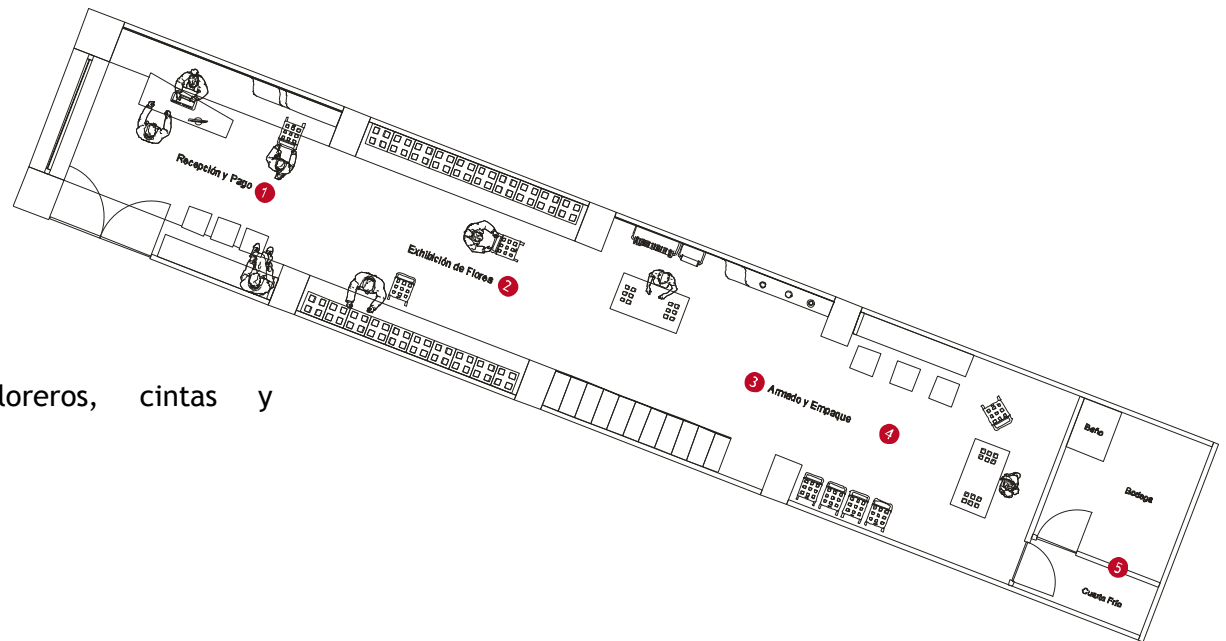 Recepción y Pago 1
Exhibición de Flores 2
loreros, cintas y
3 Armado y Empaque
4
Baño
Bodega
5
Cuarto Frío